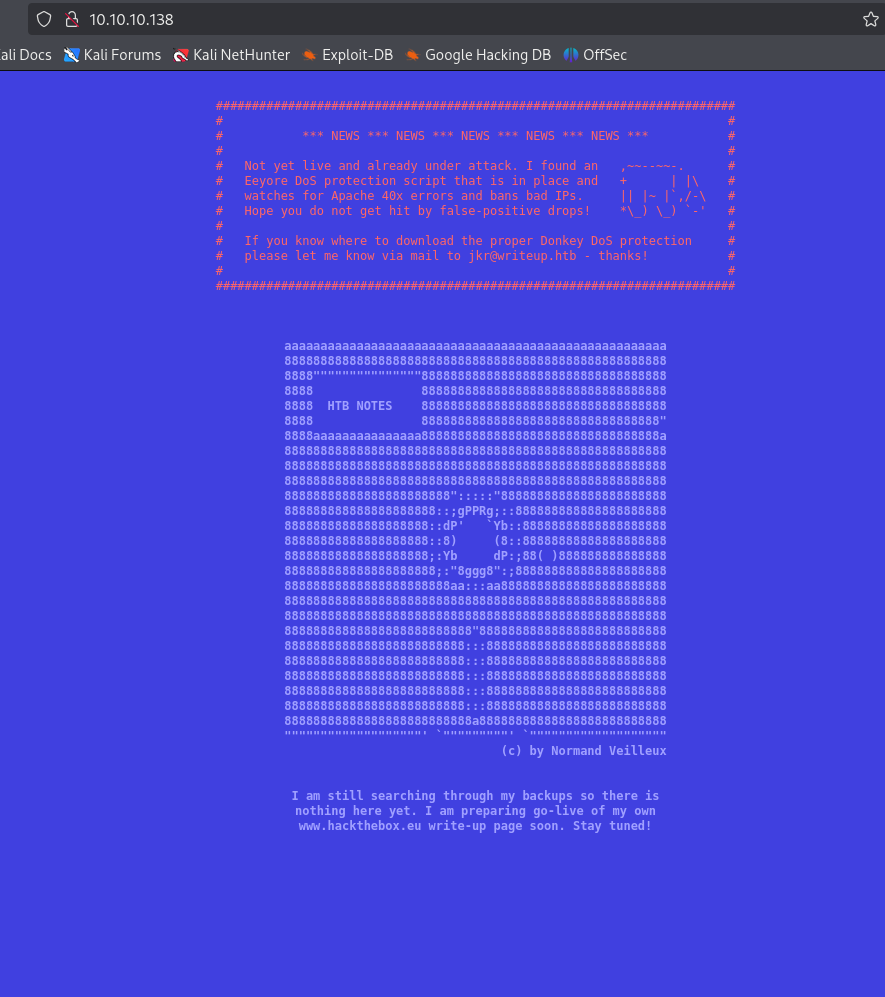 10.10.10.138
ali Docs Kali Forums Kali NetHunter Exploit-DB Google Hacking DB OffSec
########################################################################
#                                                                      #
#           *** NEWS *** NEWS *** NEWS *** NEWS *** NEWS ***           #
#                                                                      #
#   Not yet live and already under attack. I found an   ,~~--~~-.      #
#   Eeyore DoS protection script that is in place and   +      | |\    #
#   watches for Apache 40x errors and bans bad IPs.     || |~ |`,/-\   #
#   Hope you do not get hit by false-positive drops!    *\_) \_) `-'   #
#                                                                      #
#   If you know where to download the proper Donkey DoS protection     #
#   please let me know via mail to jkr@writeup.htb - thanks!           #
#                                                                      #
########################################################################
HTB NOTES
(c) by Normand Veilleux
I am still searching through my backups so there is
nothing here yet. I am preparing go-live of my own
www.hackthebox.eu write-up page soon. Stay tuned!